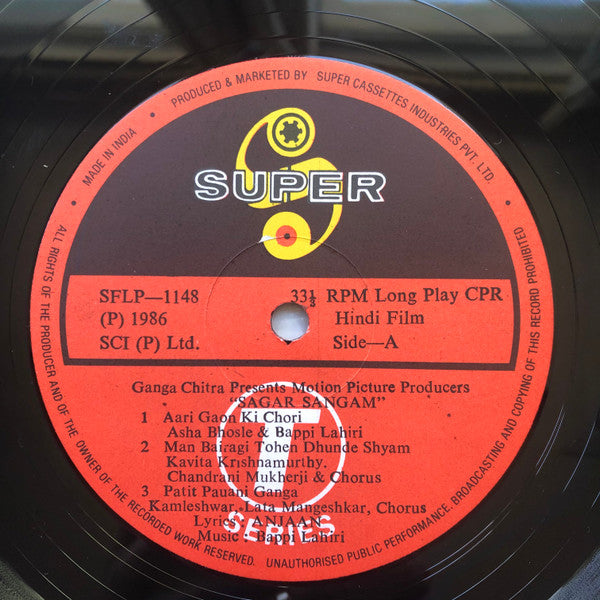 MADE IN INDIA • PRODUCED & MARKETED BY SUPER CASSETTES INDUSTRIES PVT. LTD. •
SUPER
SFLP—1148
33⅓ RPM Long Play CPR
(P) 1986
Hindi Film
SCI (P) Ltd.
Side—A
Ganga Chitra Presents Motion Picture Producers
"SAGAR SANGAM"
1 Aari Gaon Ki Chori
Asha Bhosle & Bappi Lahiri
2 Man Bairagi Tohen Dhunde Shyam
Kavita Krishnamurthy.
Chandrani Mukherji & Chorus
3 Patit Pauani Ganga
Kamleshwar, Lata Mangeshkar, Chorus
Lyrics : ANJAAN
Music : Bappi Lahiri
T
SERIES
ALL RIGHTS OF THE PRODUCER AND OF THE OWNER OF THE RECORDED WORK RESERVED. UNAUTHORISED PUBLIC PERFORMANCE. BROADCASTING AND COPYING OF THIS RECORD PROHIBITED •